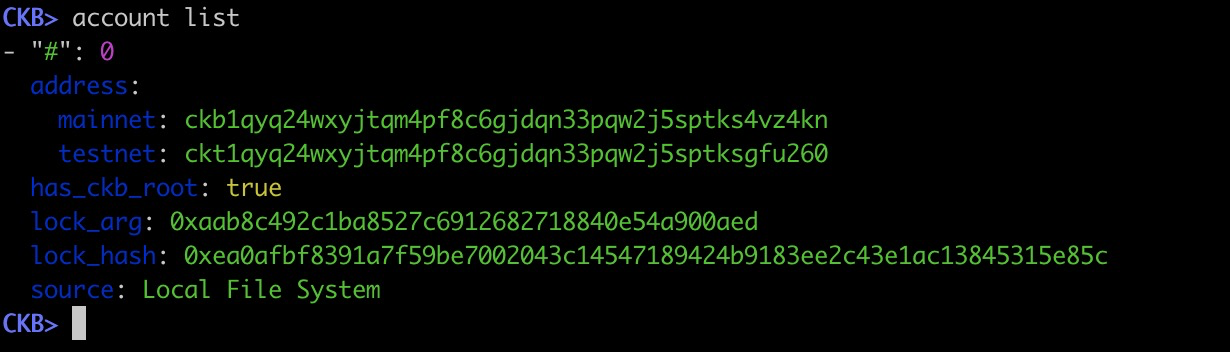 CKB> account list
- "#": 0
  address:
    mainnet: ckb1qyq24wxyjtqm4pf8c6gjdqn33pqw2j5sptks4vz4kn
    testnet: ckt1qyq24wxyjtqm4pf8c6gjdqn33pqw2j5sptksgfu260
  has_ckb_root: true
  lock_arg: 0xaab8c492c1ba8527c6912682718840e54a900aed
  lock_hash: 0xea0afbf8391a7f59be7002043c14547189424b9183ee2c43e1ac13845315e85c
  source: Local File System
CKB>